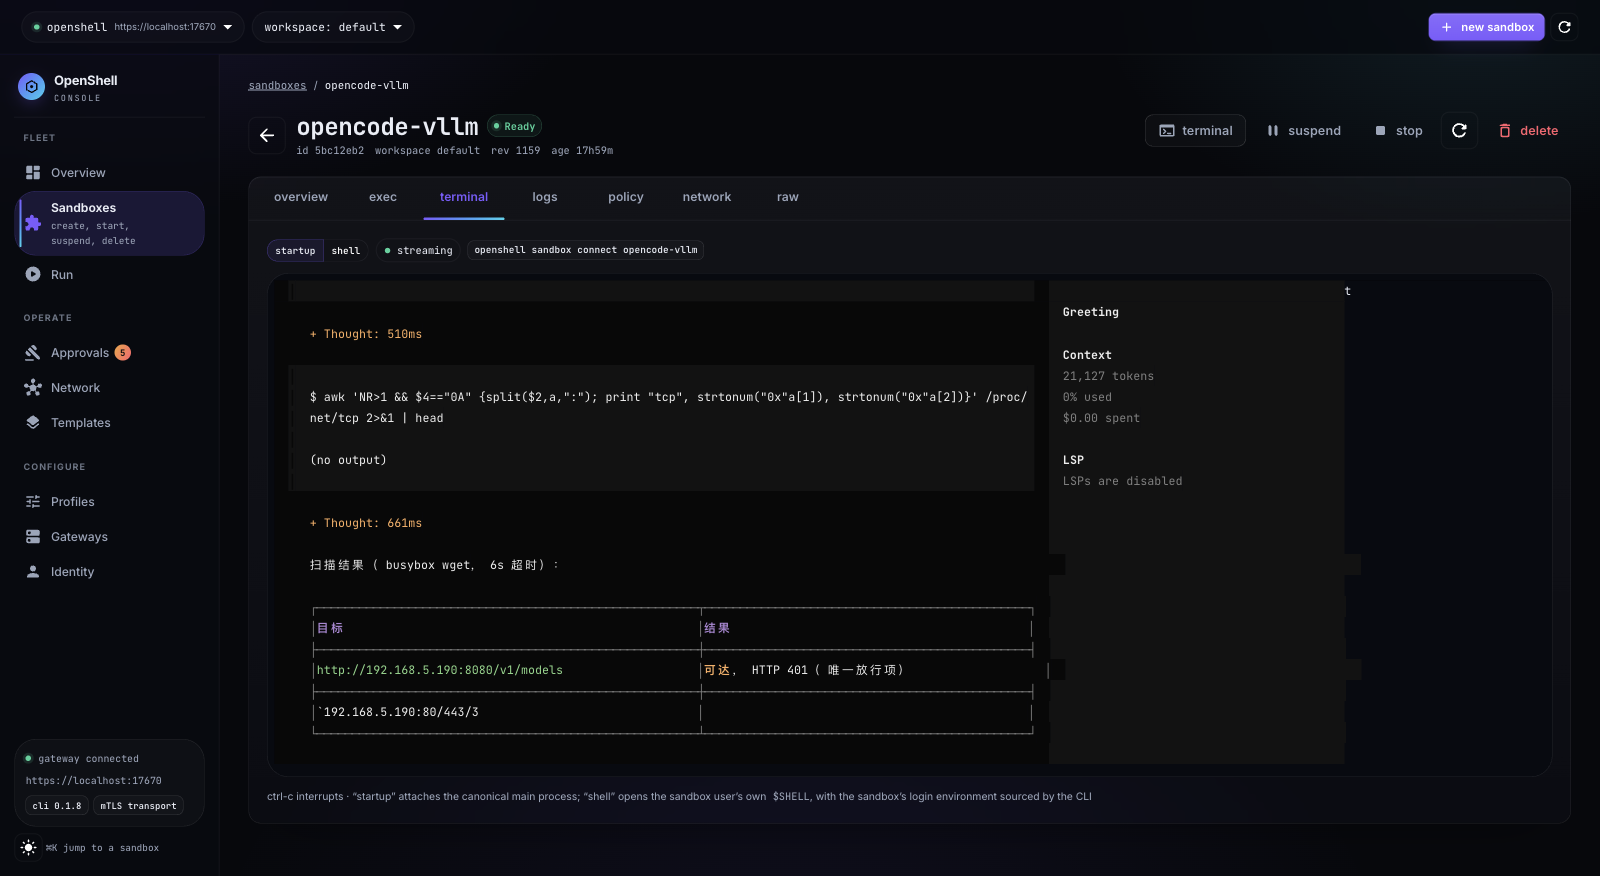 openshell https://localhost:17670
workspace: default
+ new sandbox
OpenShell
CONSOLE
FLEET
Overview
Sandboxes
create, start,
suspend, delete
Run
OPERATE
Approvals 5
Network
Templates
CONFIGURE
Profiles
Gateways
Identity
gateway connected
https://localhost:17670
cli 0.1.8 mTLS transport
⌘K jump to a sandbox
sandboxes / opencode-vllm
opencode-vllm Ready
id 5bc12eb2 workspace default rev 1159 age 17h59m
terminal suspend stop delete
overview exec terminal logs policy network raw
startup shell streaming openshell sandbox connect opencode-vllm
+ Thought: 510ms
$ awk 'NR>1 && $4=="0A" {split($2,a,":"); print "tcp", strtonum("0x"a[1]), strtonum("0x"a[2])}' /proc/
net/tcp 2>&1 | head
(no output)
+ Thought: 661ms
扫描结果 ( busybox wget, 6s 超时) :
目标 结果
http://192.168.5.190:8080/v1/models 可达, HTTP 401 ( 唯一放行项)
`192.168.5.190:80/443/3
t
Greeting
Context
21,127 tokens
0% used
$0.00 spent
LSP
LSPs are disabled
ctrl-c interrupts · “startup” attaches the canonical main process; “shell” opens the sandbox user’s own $SHELL, with the sandbox’s login environment sourced by the CLI